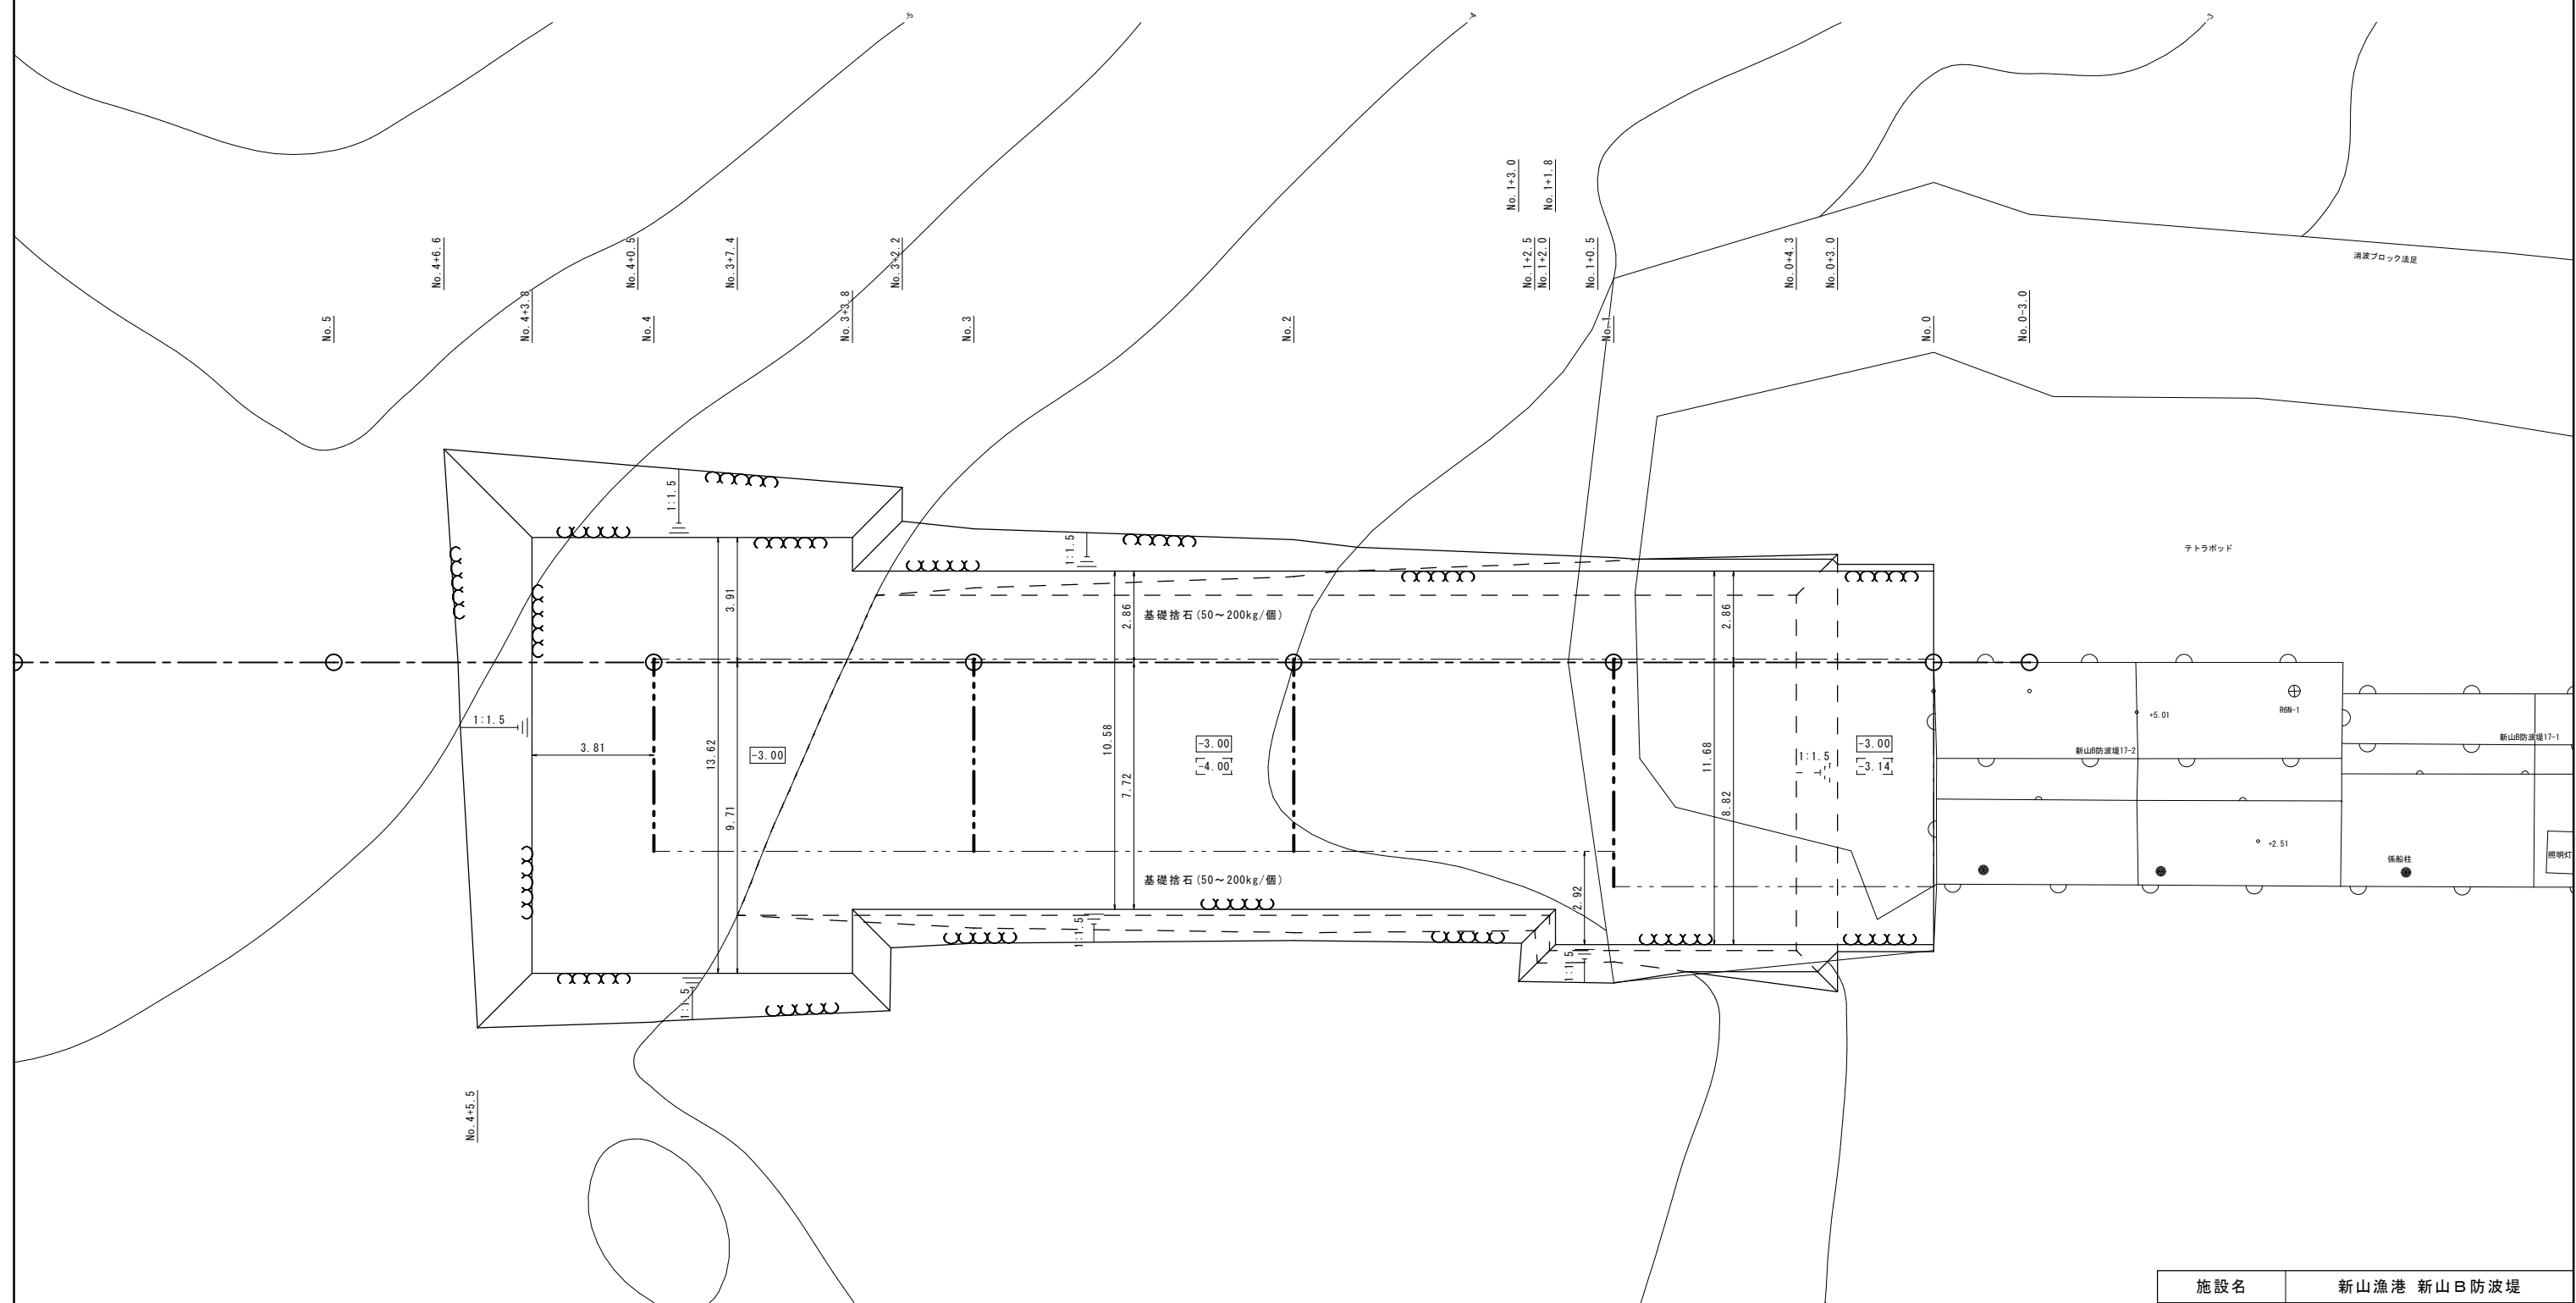 -5
-4
-3
No.1+3.0
No.1+1.8
No.4+6.6
No.4+0.5
No.3+7.4
No.3+2.2
No.1+2.5
No.1+2.0
No.1+0.5
No.0+4.3
No.0+3.0
消波ブロック法足
No.5
No.4+3.8
No.4
No.3+3.8
No.3
No.2
No.1
No.0
No.0-3.0
1:1.5
1:1.5
テトラポッド
3.91
2.86
基礎捨石(50～200kg/個)
2.86
1:1.5
3.81
13.62
-3.00
10.58
-3.00
-4.00
11.68
1:1.5
-3.00
-3.14
R6N-1
+5.01
新山B防波堤17-2
新山B防波堤17-1
9.71
7.72
8.82
+2.51
係船柱
照明灯
基礎捨石(50～200kg/個)
2.92
1:1.5
1:1.5
1:1.5
No.4+5.5
施設名
新山漁港 新山B防波堤